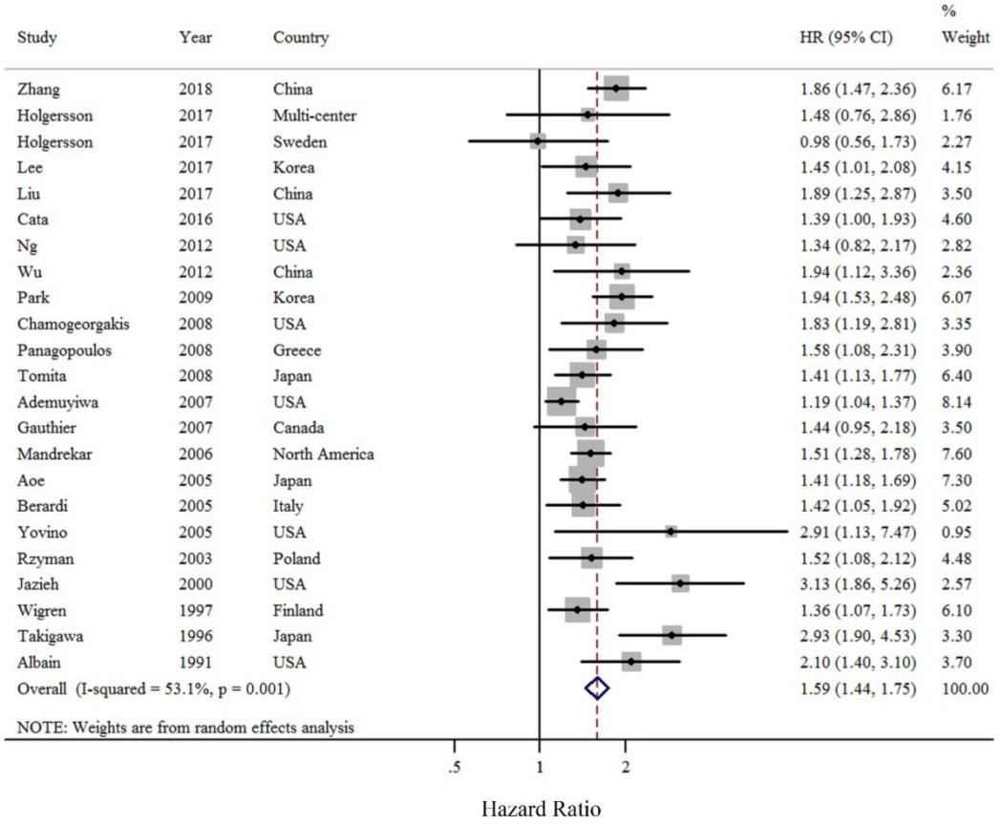 %
Study Year Country HR (95% CI) Weight
Zhang 2018 China 1.86 (1.47, 2.36) 6.17
Holgersson 2017 Multi-center 1.48 (0.76, 2.86) 1.76
Holgersson 2017 Sweden 0.98 (0.56, 1.73) 2.27
Lee 2017 Korea 1.45 (1.01, 2.08) 4.15
Liu 2017 China 1.89 (1.25, 2.87) 3.50
Cata 2016 USA 1.39 (1.00, 1.93) 4.60
Ng 2012 USA 1.34 (0.82, 2.17) 2.82
Wu 2012 China 1.94 (1.12, 3.36) 2.36
Park 2009 Korea 1.94 (1.53, 2.48) 6.07
Chamogeorgakis 2008 USA 1.83 (1.19, 2.81) 3.35
Panagopoulos 2008 Greece 1.58 (1.08, 2.31) 3.90
Tomita 2008 Japan 1.41 (1.13, 1.77) 6.40
Ademuyiwa 2007 USA 1.19 (1.04, 1.37) 8.14
Gauthier 2007 Canada 1.44 (0.95, 2.18) 3.50
Mandrekar 2006 North America 1.51 (1.28, 1.78) 7.60
Aoe 2005 Japan 1.41 (1.18, 1.69) 7.30
Berardi 2005 Italy 1.42 (1.05, 1.92) 5.02
Yovino 2005 USA 2.91 (1.13, 7.47) 0.95
Rzyman 2003 Poland 1.52 (1.08, 2.12) 4.48
Jazieh 2000 USA 3.13 (1.86, 5.26) 2.57
Wigren 1997 Finland 1.36 (1.07, 1.73) 6.10
Takigawa 1996 Japan 2.93 (1.90, 4.53) 3.30
Albain 1991 USA 2.10 (1.40, 3.10) 3.70
Overall (I-squared = 53.1%, p = 0.001) 1.59 (1.44, 1.75) 100.00
NOTE: Weights are from random effects analysis
.5 1 2
Hazard Ratio